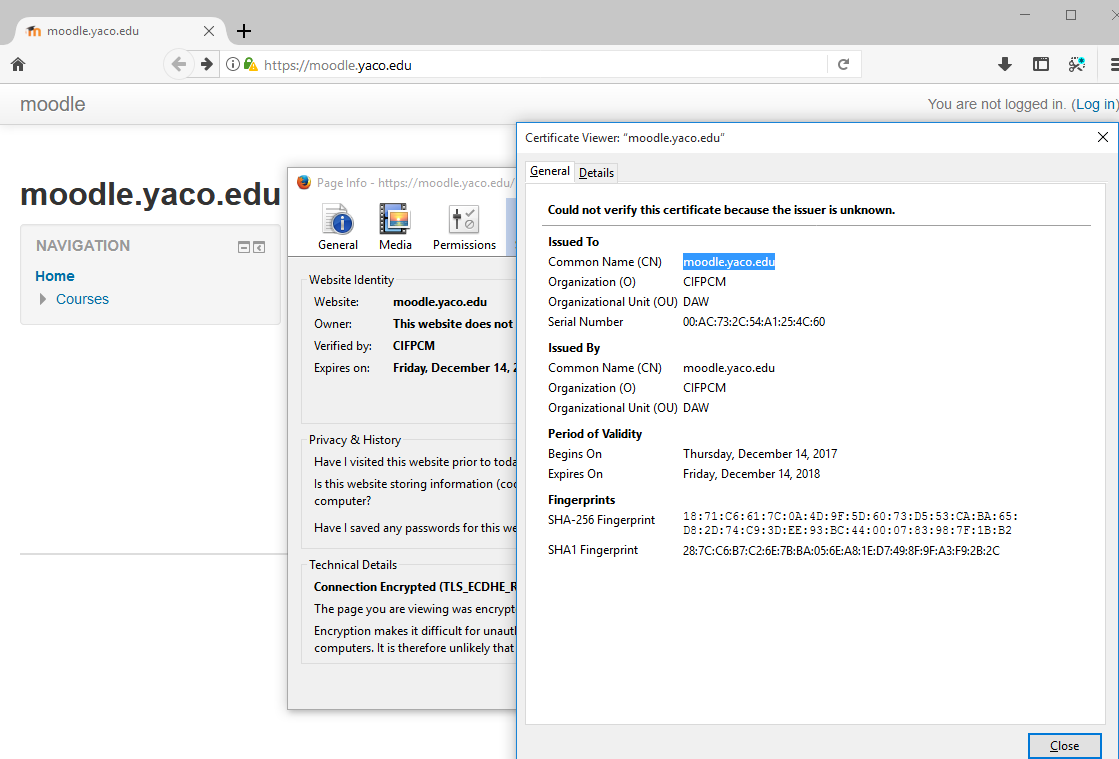 moodle.yaco.edu
https://moodle.yaco.edu
moodle
You are not logged in. (Log in)
moodle.yaco.edu
NAVIGATION
Home
Courses
Page Info - https://moodle.yaco.edu/
General
Media
Permissions
Website Identity
Website: moodle.yaco.edu
Owner: This website does not
Verified by: CIFPCM
Expires on: Friday, December 14, 2
Privacy & History
Have I visited this website prior to toda
Is this website storing information (coo
computer?
Have I saved any passwords for this we
Technical Details
Connection Encrypted (TLS_ECDHE_R
The page you are viewing was encrypt
Encryption makes it difficult for unauth
computers. It is therefore unlikely that
Certificate Viewer: "moodle.yaco.edu"
General
Details
Could not verify this certificate because the issuer is unknown.
Issued To
Common Name (CN) moodle.yaco.edu
Organization (O) CIFPCM
Organizational Unit (OU) DAW
Serial Number 00:AC:73:2C:54:A1:25:4C:60
Issued By
Common Name (CN) moodle.yaco.edu
Organization (O) CIFPCM
Organizational Unit (OU) DAW
Period of Validity
Begins On Thursday, December 14, 2017
Expires On Friday, December 14, 2018
Fingerprints
SHA-256 Fingerprint 18:71:C6:61:7C:0A:4D:9F:5D:60:73:D5:53:CA:BA:65:
D8:2D:74:C9:3D:EE:93:BC:44:00:07:83:98:7F:1B:B2
SHA1 Fingerprint 28:7C:C6:B7:C2:6E:7B:BA:05:6E:A8:1E:D7:49:8F:9F:A3:F9:2B:2C
Close